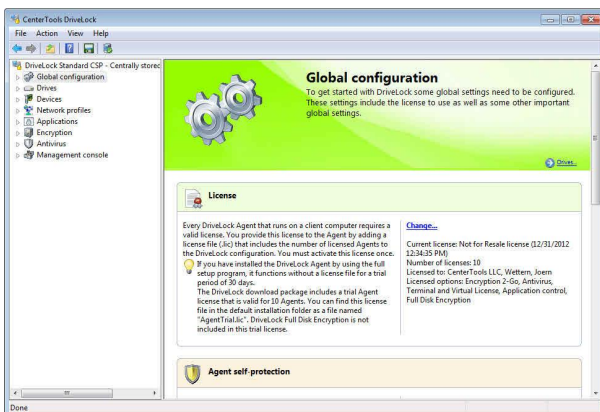 CenterTools DriveLock
File Action View Help
DriveLock Standard CSP - Centrally storec
Global configuration
Drives
Devices
Network profiles
Applications
Encryption
Antivirus
Management console
Global configuration
To get started with DriveLock some global settings need to be configured.
These settings include the license to use as well as some other important
global settings.
Drives...
License
Every DriveLock Agent that runs on a client computer requires a
valid license. You provide this license to the Agent by adding a
license file (.lic) that includes the number of licensed Agents to
the DriveLock configuration. You must activate this license once.
If you have installed the DriveLock Agent by using the full
setup program, it functions without a license file for a trial
period of 30 days.
The DriveLock download package includes a trial Agent
license that is valid for 10 Agents. You can find this license
file in the default installation folder as a file named
"AgentTrial.lic". DriveLock Full Disk Encryption is not
included in this trial license.
Change...
Current license: Not for Resale license (12/31/2012
12:34:35 PM)
Number of licenses: 10
Licensed to: CenterTools LLC, Wettern, Joern
Licensed options: Encryption 2-Go, Antivirus,
Terminal and Virtual License, Application control,
Full Disk Encryption
Agent self-protection
Done